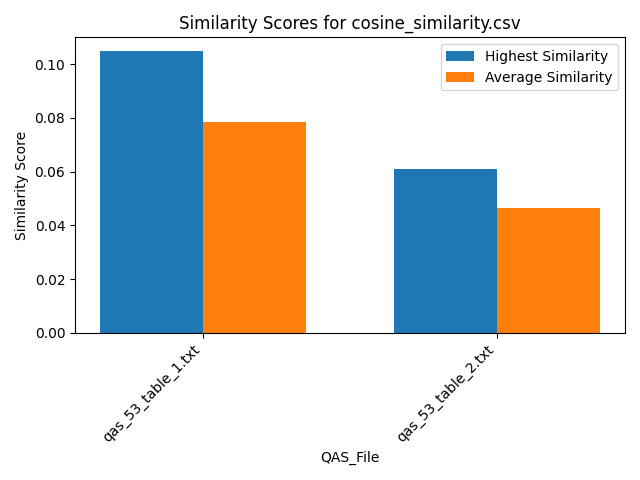 Similarity Scores for cosine_similarity.csv
Highest Similarity
Average Similarity
Similarity Score
0.10
0.08
0.06
0.04
0.02
0.00
qas_53_table_1.txt
qas_53_table_2.txt
QAS_File